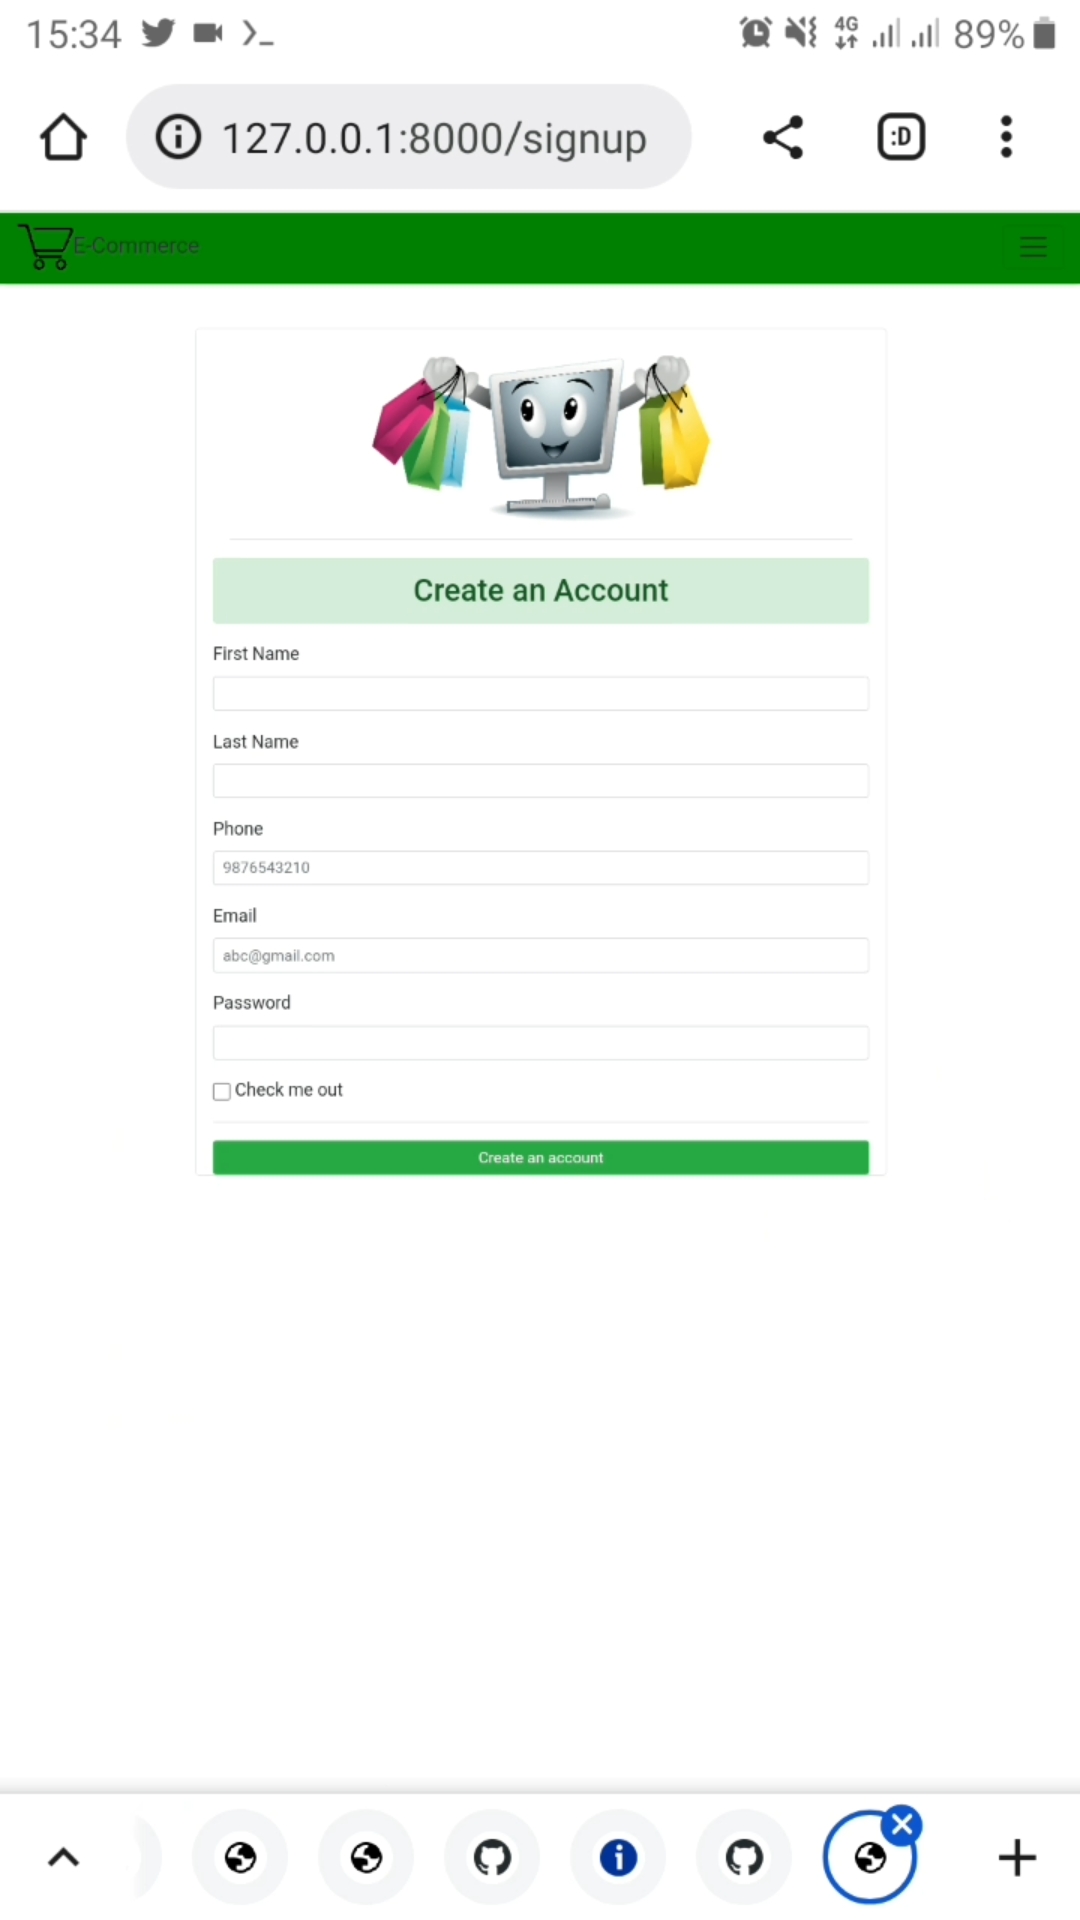 15:34
4G
89%
127.0.0.1:8000/signup
:D
E-Commerce
Create an Account
First Name
Last Name
Phone
9876543210
Email
abc@gmail.com
Password
Check me out
Create an account